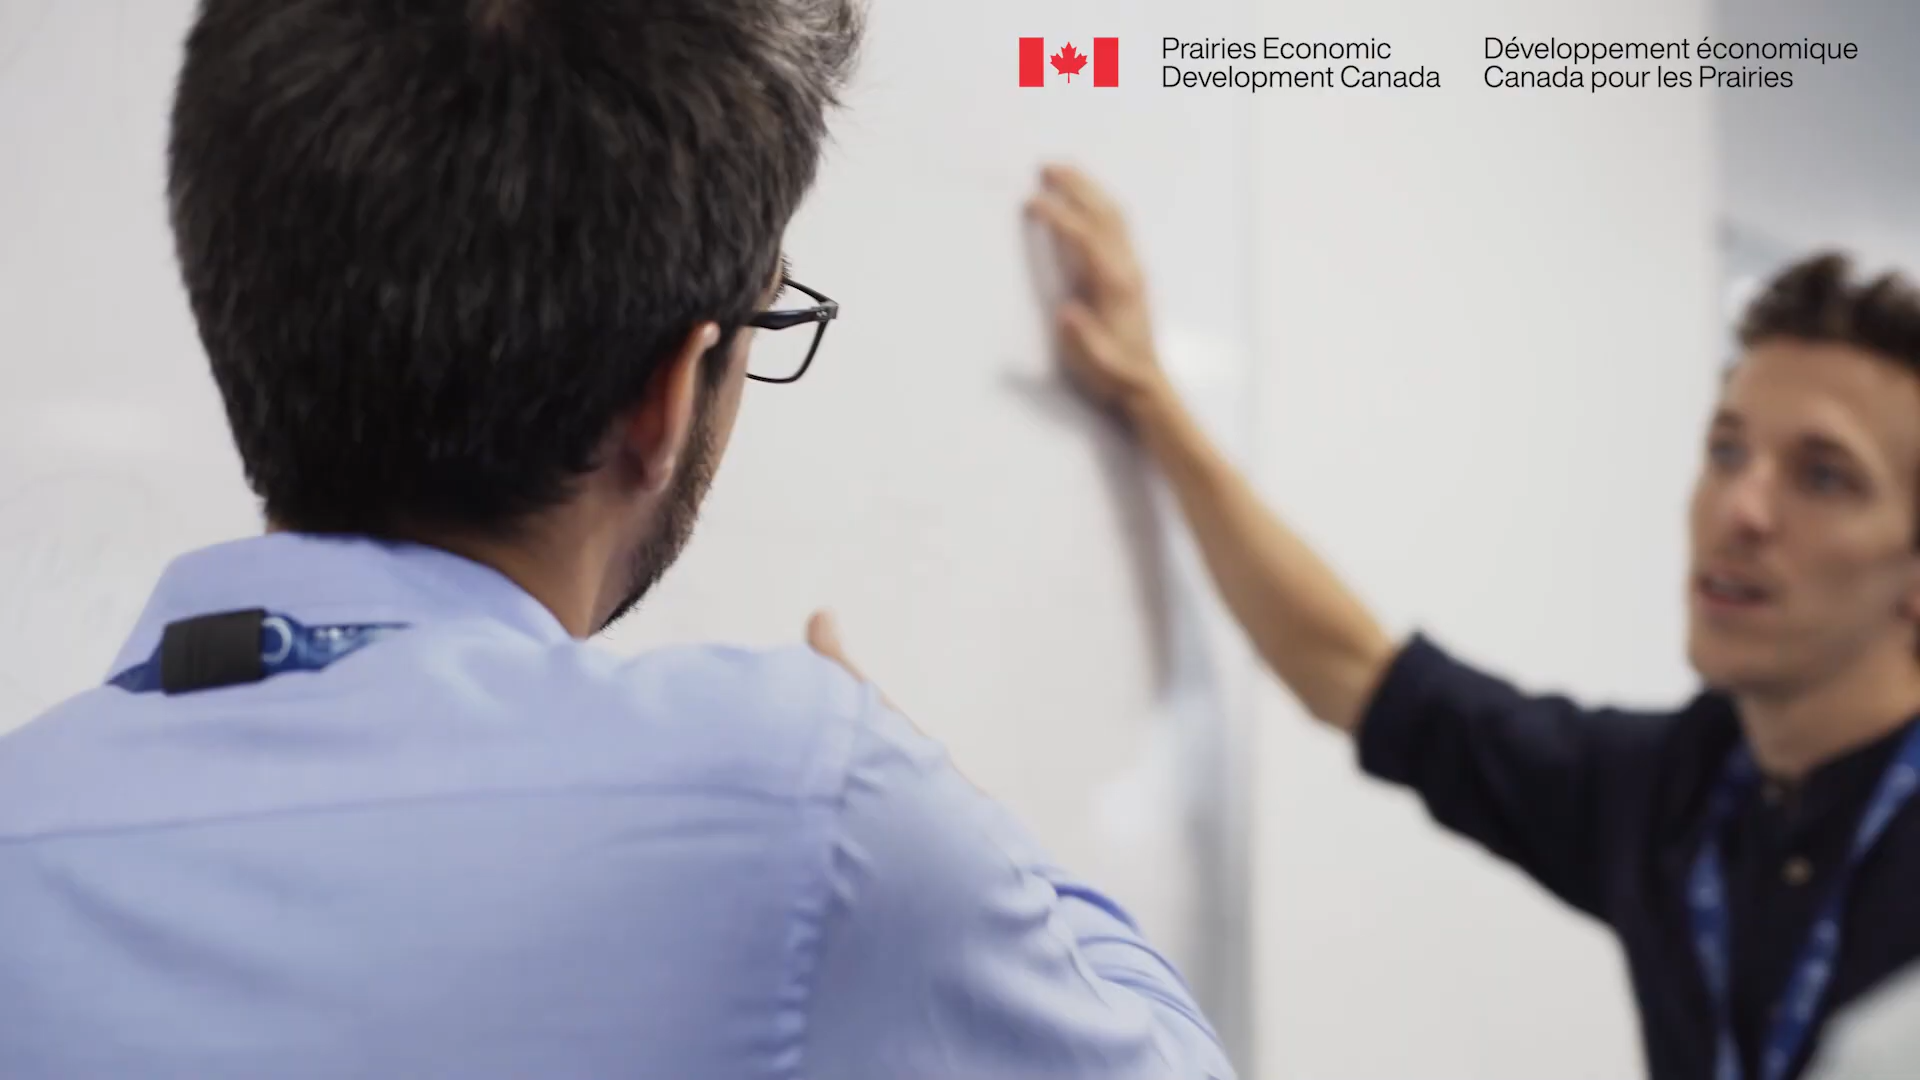 Prairies Economic
Development Canada
Développement économique
Canada pour les Prairies